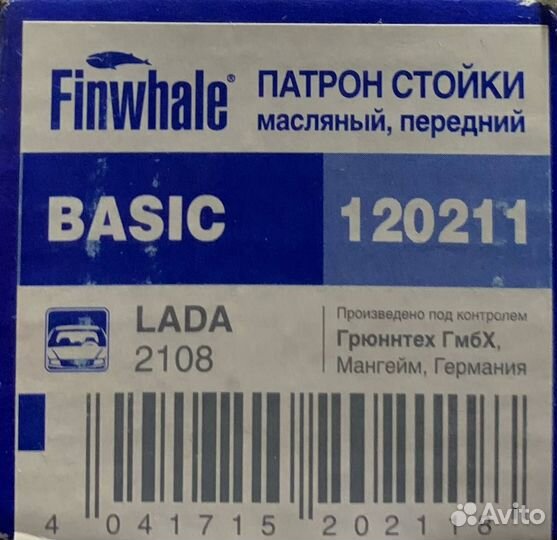 Finwhale®
ПАТРОН СТОЙКИ
масляный, передний
BASIC
120211
LADA
2108
Произведено под контролем
Грюннтех ГмбХ,
Мангейм, Германия
4 041715 202118
Avito